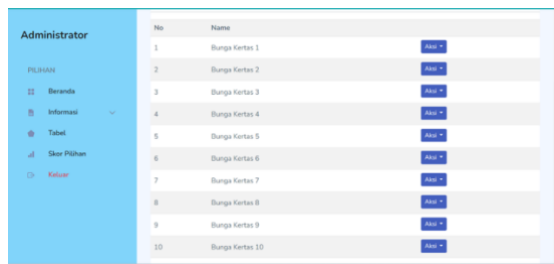 Administrator
PILIHAN
Beranda
Informasi
Tabel
Skor Pilihan
Keluar
No Name
1 Bunga Kertas 1 Aksi
2 Bunga Kertas 2 Aksi
3 Bunga Kertas 3 Aksi
4 Bunga Kertas 4 Aksi
5 Bunga Kertas 5 Aksi
6 Bunga Kertas 6 Aksi
7 Bunga Kertas 7 Aksi
8 Bunga Kertas 8 Aksi
9 Bunga Kertas 9 Aksi
10 Bunga Kertas 10 Aksi